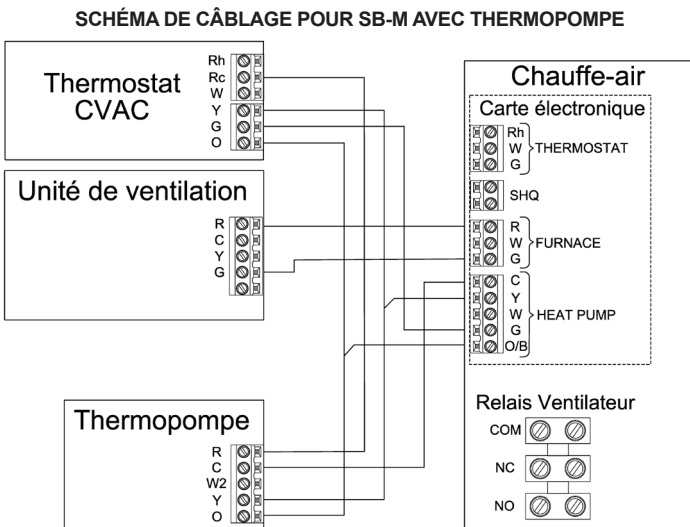 SCHÉMA DE CÂBLAGE POUR SB-M AVEC THERMOPOMPE
Thermostat
CVAC
Rh
Rc
W
Y
G
O
Unité de ventilation
R
C
Y
G
Thermopompe
R
C
W2
Y
O
Chauffe-air
Carte électronique
Rh
W
G
THERMOSTAT
SHQ
R
W
G
FURNACE
C
Y
W
G
O/B
HEAT PUMP
Relais Ventilateur
COM
NC
NO